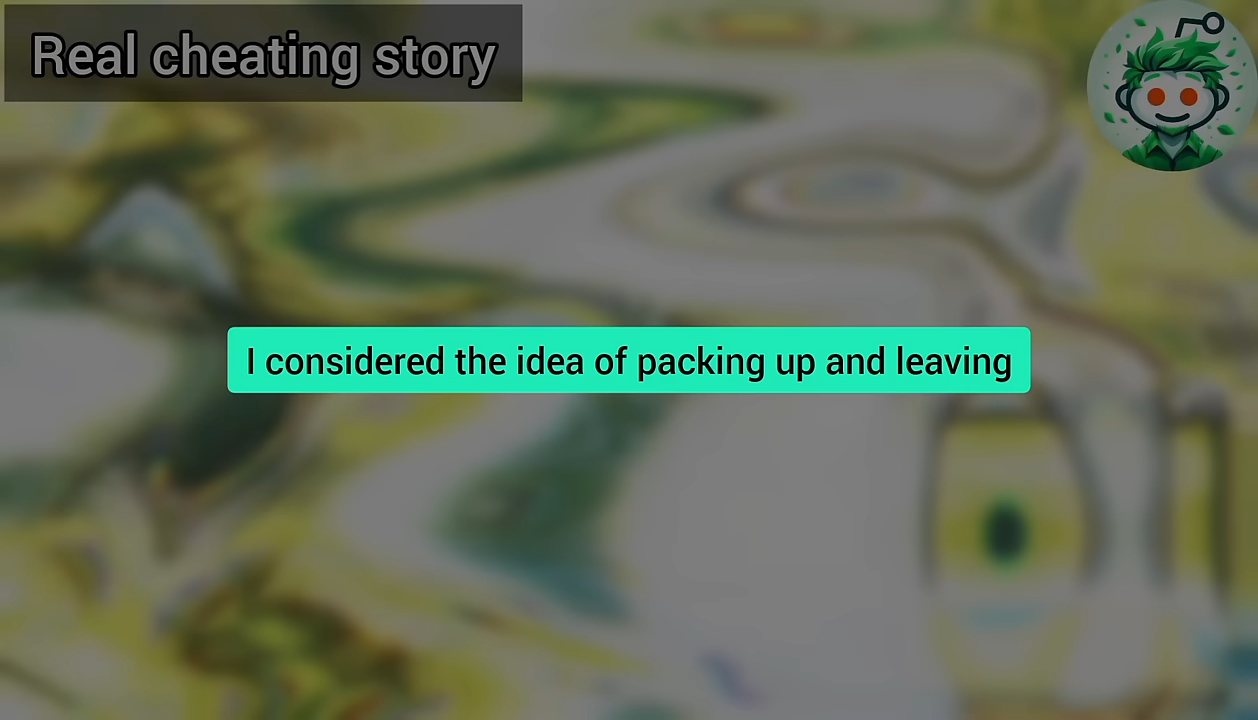 Real cheating story
I considered the idea of packing up and leaving